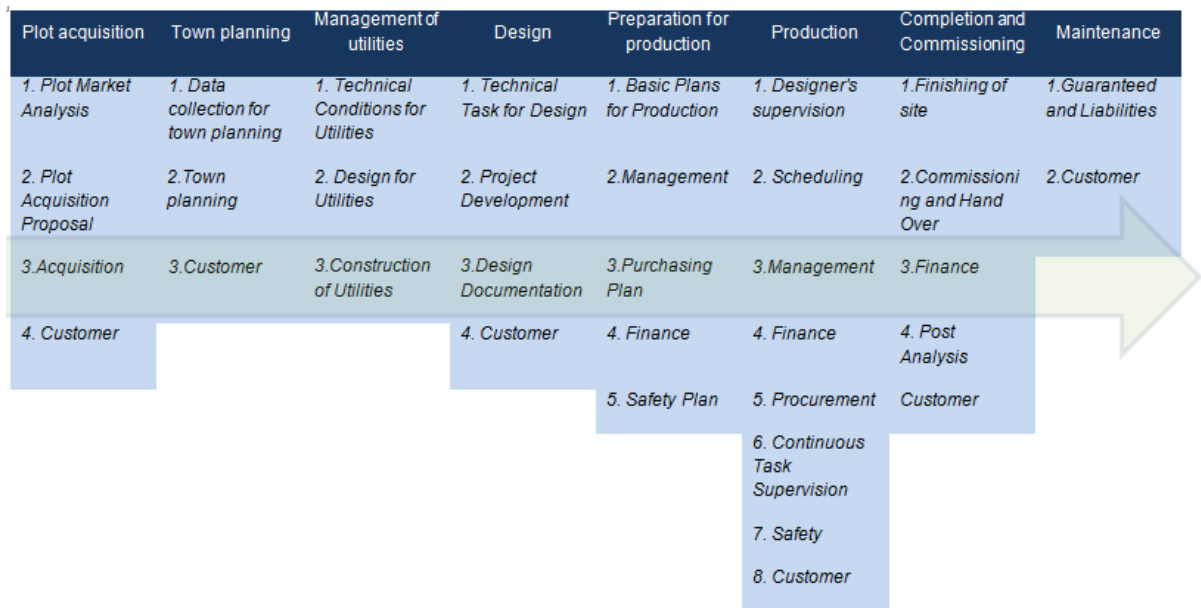 Plot acquisition
Town planning
Management of
utilities
Design
Preparation for
production
Production
Completion and
Commissioning
Maintenance
1. Plot Market
Analysis
2. Plot
Acquisition
Proposal
3.Acquisition
4. Customer
1. Data
collection for
town planning
2.Town
planning
3.Customer
1. Technical
Conditions for
Utilities
2. Design for
Utilities
3.Construction
of Utilities
1. Technical
Task for Design
2. Project
Development
3.Design
Documentation
4. Customer
1. Basic Plans
for Production
2.Management
3.Purchasing
Plan
4. Finance
5. Safety Plan
1. Designer's
supervision
2. Scheduling
3.Management
4. Finance
5. Procurement
6. Continuous
Task
Supervision
7. Safety
8. Customer
1.Finishing of
site
2.Commissioni
ng and Hand
Over
3.Finance
4. Post
Analysis
Customer
1.Guaranteed
and Liabilities
2.Customer